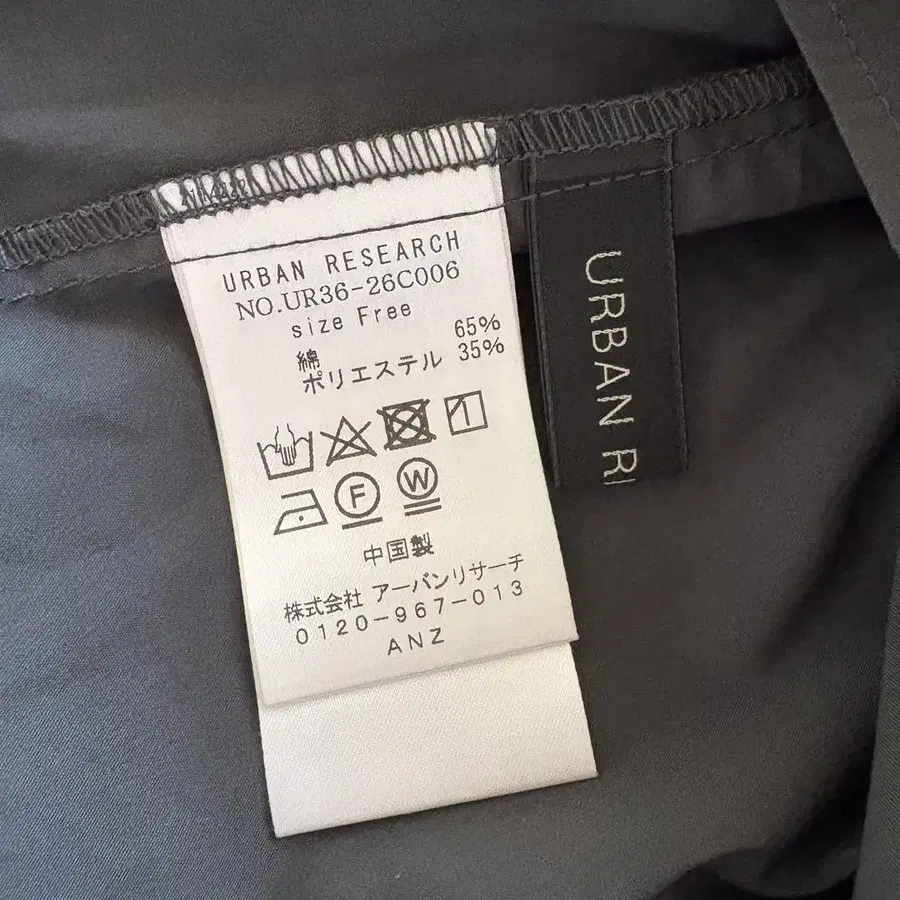 URBAN RESEARCH
NO.UR36-26C006
size Free
綿 65%
ポリエステル 35%
F W
中国製
株式会社 アーバンリサーチ
0120-967-013
ANZ
URBAN R